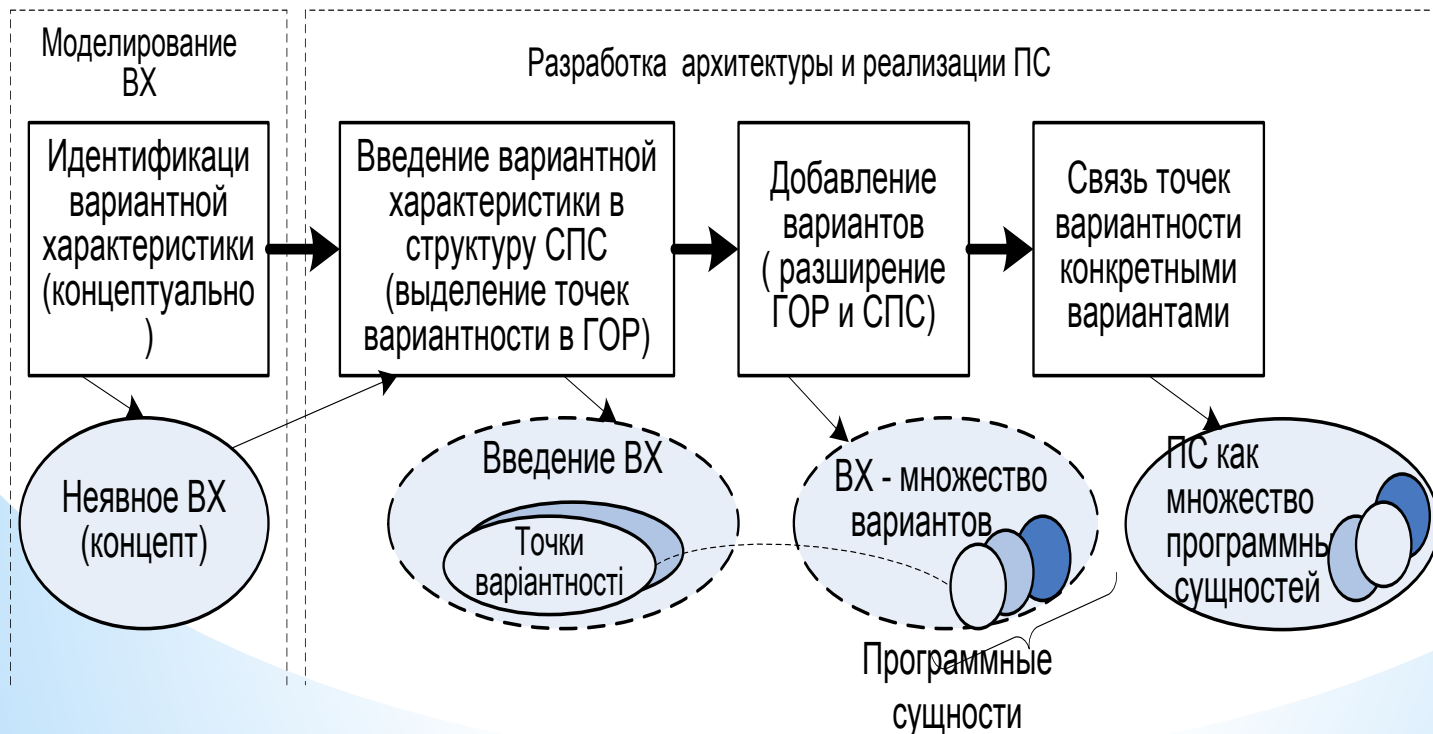 Моделирование
ВХ
Разработка архитектуры и реализации ПС
Идентификаци
вариантной
характеристики
(концептуально
)
Введение вариантной
характеристики в
структуру СПС
(выделение точек
вариантности в ГОР)
Добавление
вариантов
( разширение
ГОР и СПС)
Связь точек
вариантности
конкретными
вариантами
Неявное ВХ
(концепт)
Введение ВХ
Точки
варіантності
ВХ - множество
вариантов
ПС как
множество
программны
сущностей
Программные
сущности